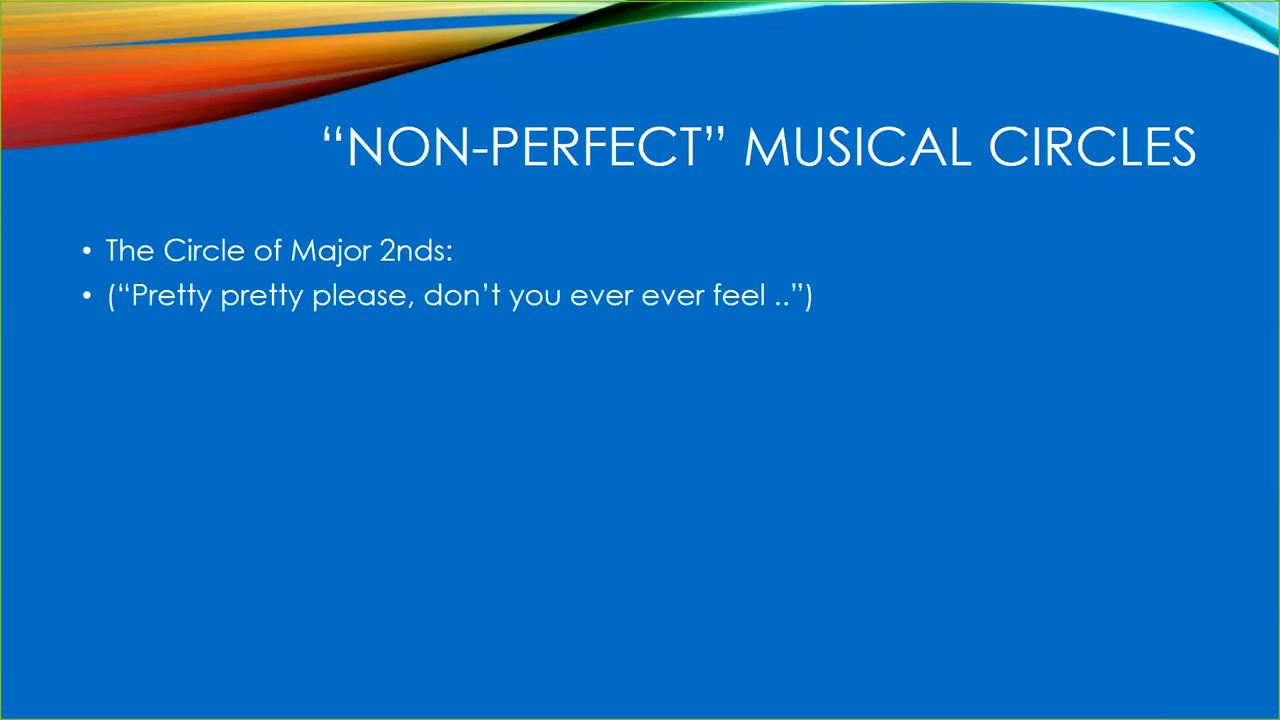 “NON-PERFECT” MUSICAL CIRCLES
• The Circle of Major 2nds:
• (“Pretty pretty please, don’t you ever ever feel ..”)